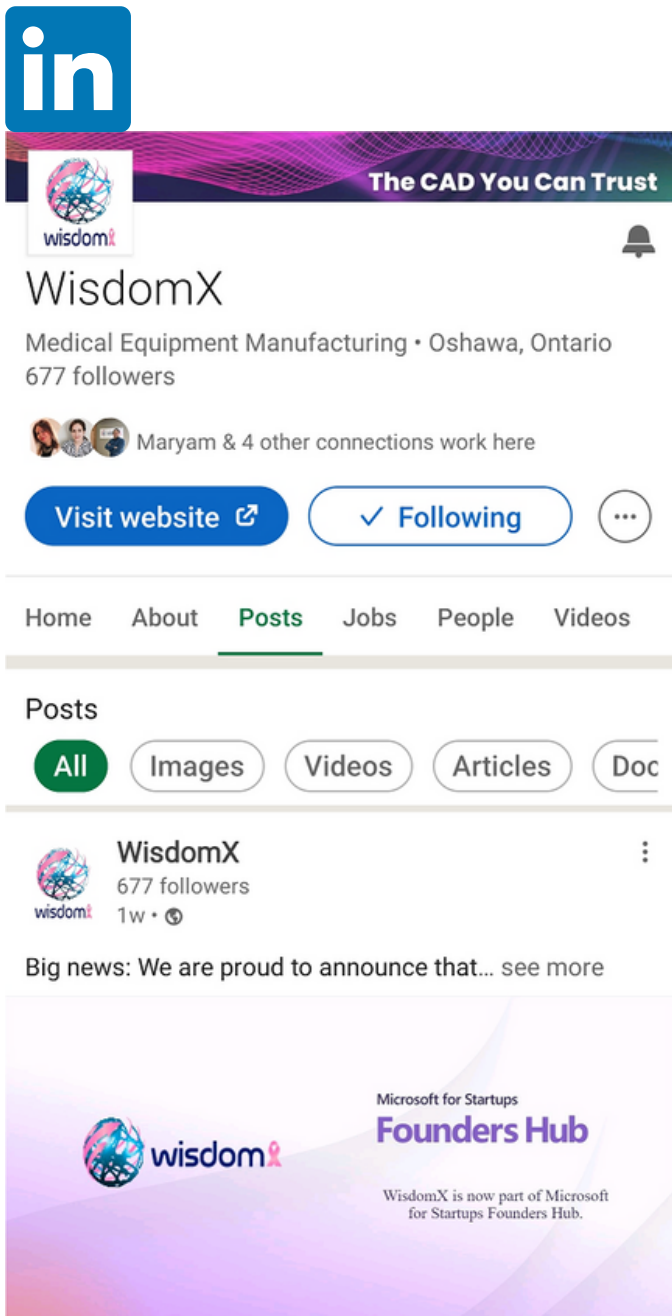 in
The CAD You Can Trust
wisdom
WisdomX
Medical Equipment Manufacturing • Oshawa, Ontario
677 followers
Maryam & 4 other connections work here
Visit website
Following
Home About Posts Jobs People Videos
Posts
All Images Videos Articles Doc
WisdomX
677 followers
wisdom
1w •
Big news: We are proud to announce that... see more
Microsoft for Startups
Founders Hub
wisdom
WisdomX is now part of Microsoft
for Startups Founders Hub.